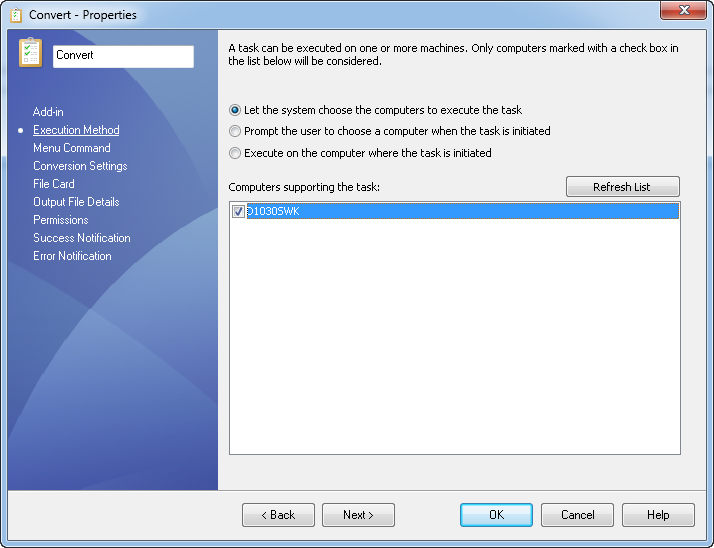 Convert - Properties
Convert
A task can be executed on one or more machines. Only computers marked with a check box in
the list below will be considered.
Add-in
Execution Method
Menu Command
Conversion Settings
File Card
Output File Details
Permissions
Success Notification
Error Notification
Let the system choose the computers to execute the task
Prompt the user to choose a computer when the task is initiated
Execute on the computer where the task is initiated
Computers supporting the task:
Refresh List
D1030SWK
< Back
Next >
OK
Cancel
Help